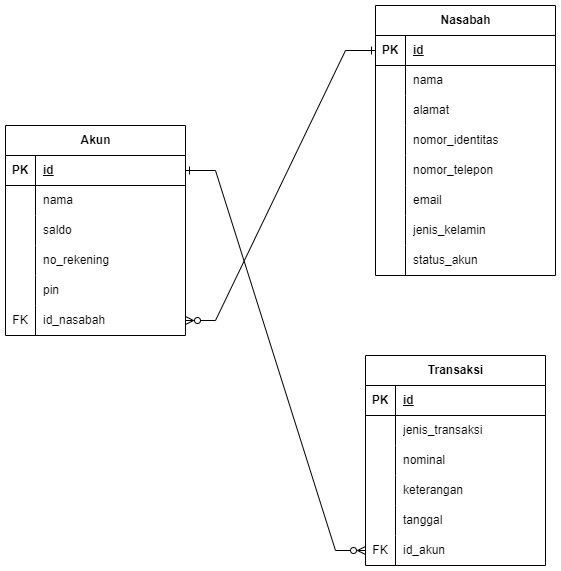 Nasabah
PK id
nama
alamat
nomor_identitas
nomor_telepon
email
jenis_kelamin
status_akun
Akun
PK id
nama
saldo
no_rekening
pin
FK id_nasabah
Transaksi
PK id
jenis_transaksi
nominal
keterangan
tanggal
FK id_akun